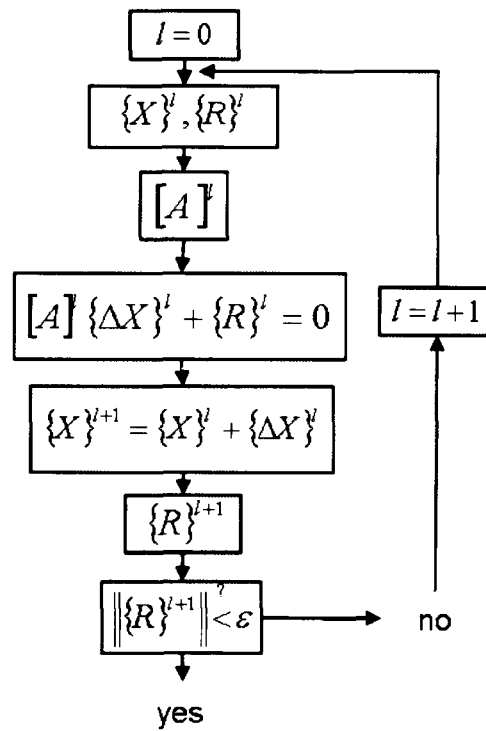 l = 0
{X}^l, {R}^l
[A]^l
[A]^l {ΔX}^l + {R}^l = 0
l = l + 1
{X}^{l+1} = {X}^l + {ΔX}^l
{R}^{l+1}
‖{R}^{l+1}‖ <^? ε
no
yes